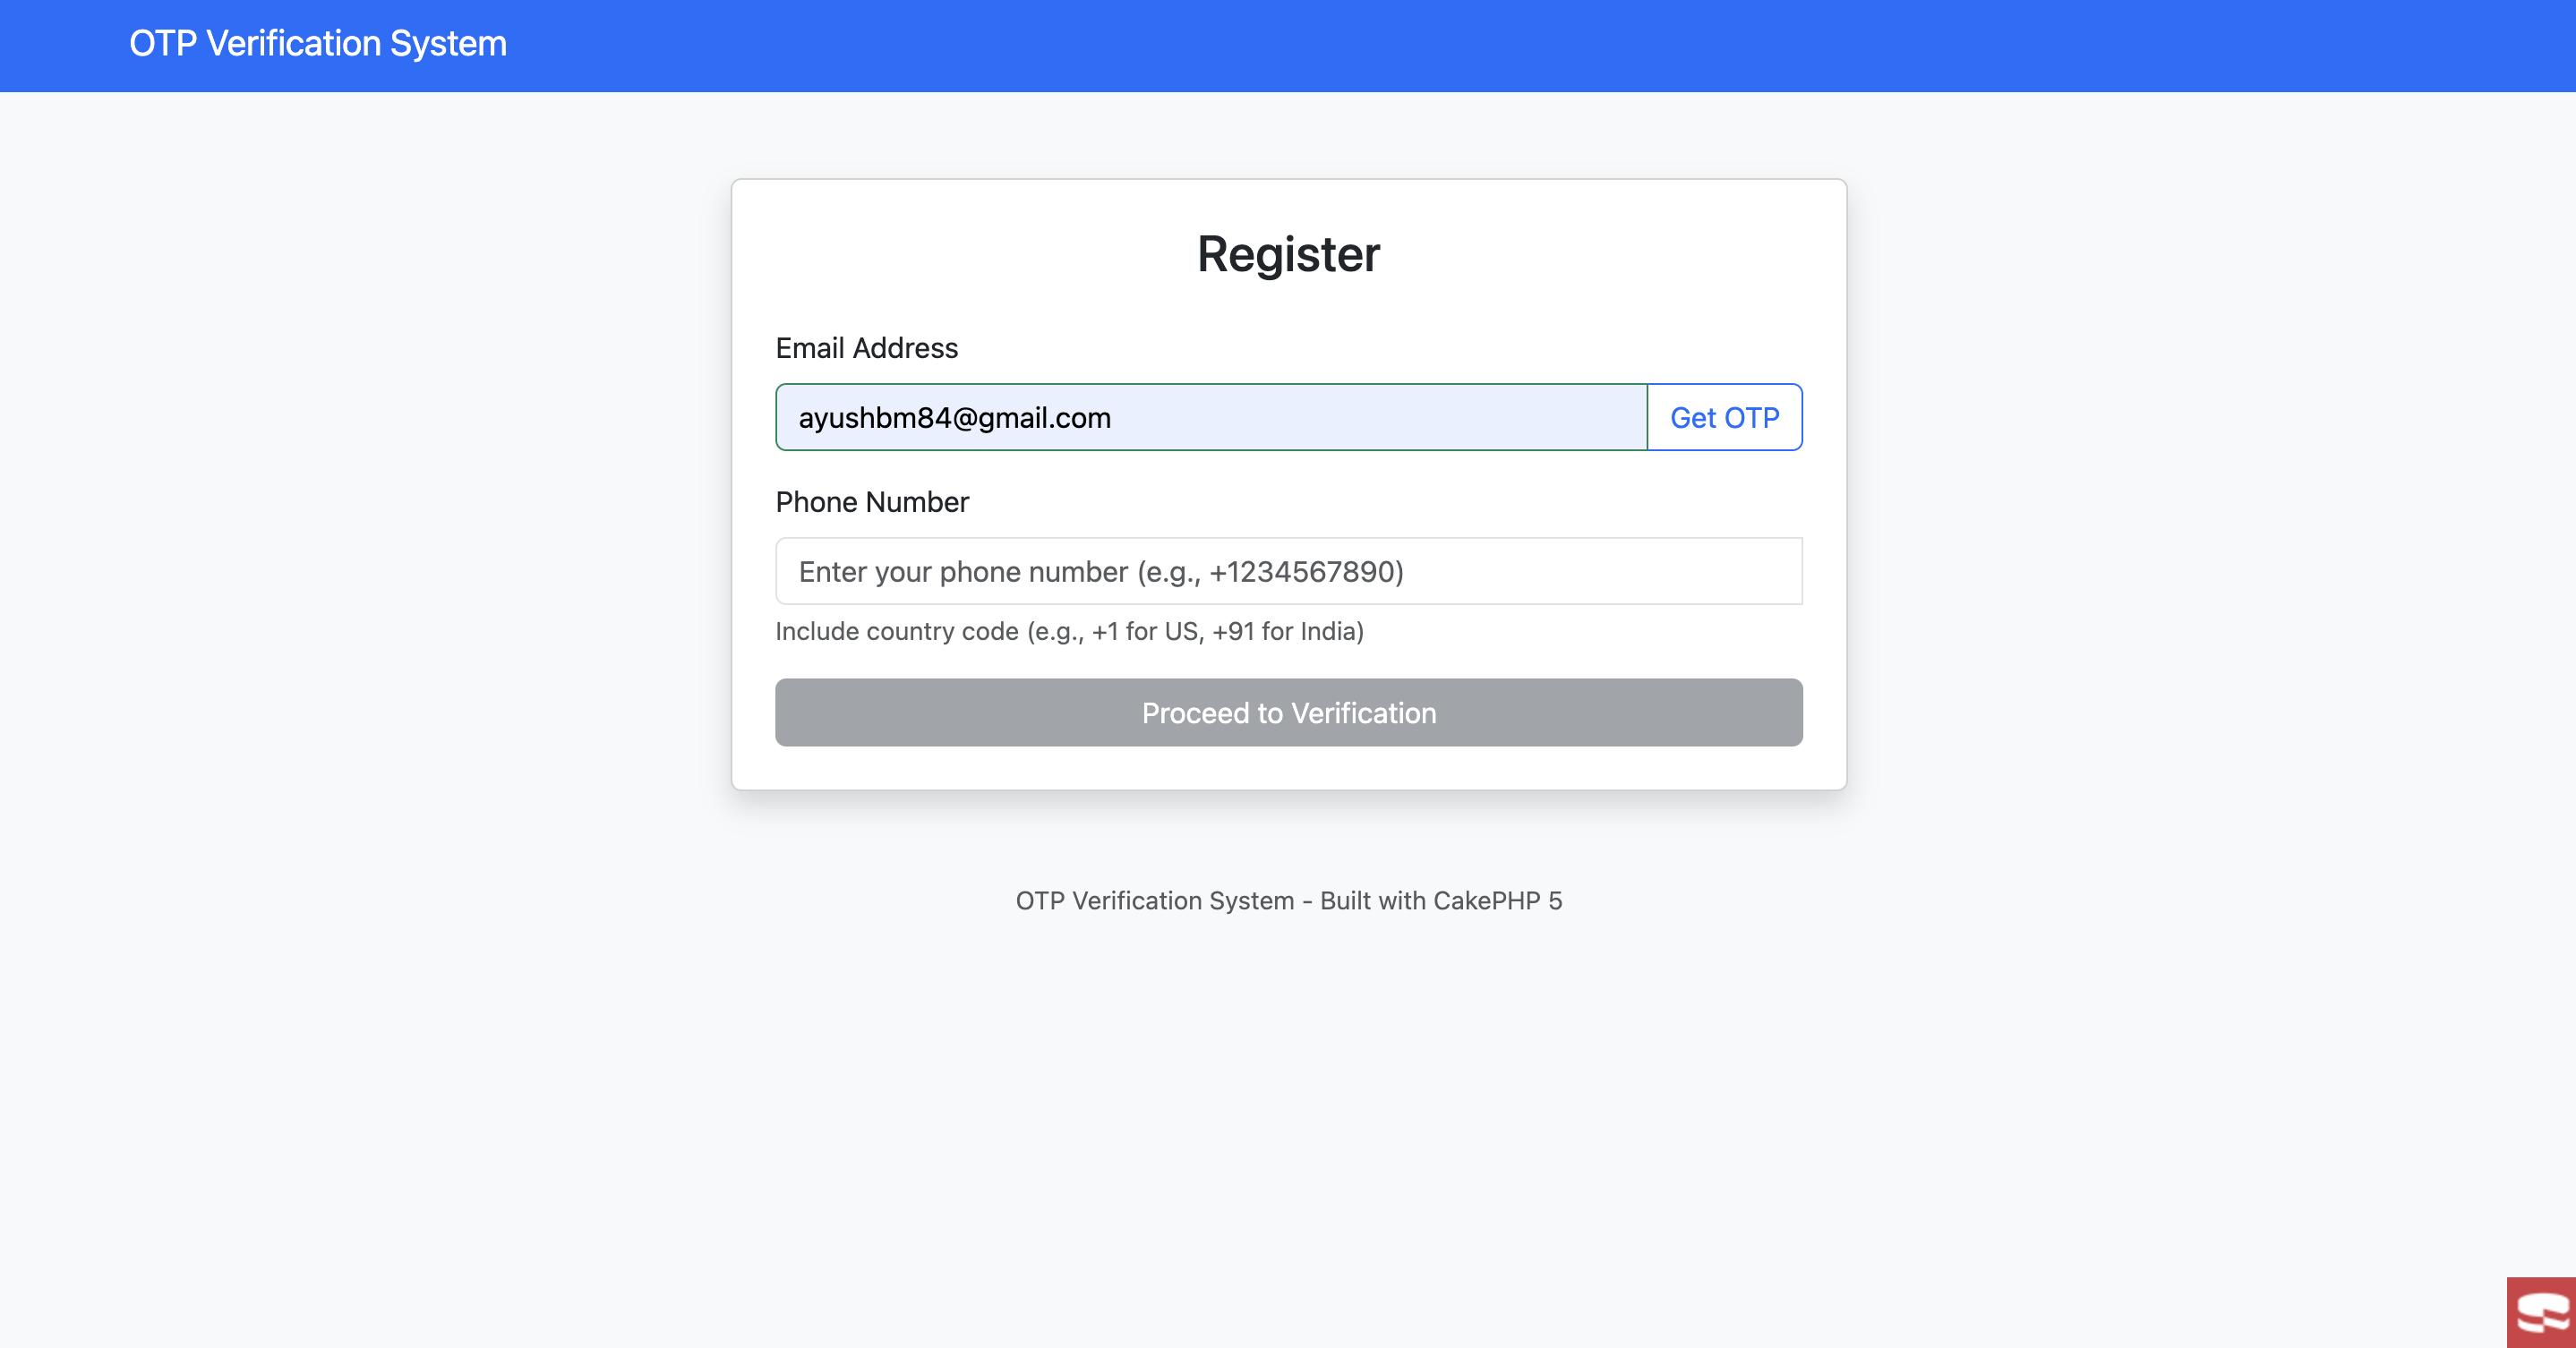 OTP Verification System
Register
Email Address
ayushbm84@gmail.com
Get OTP
Phone Number
Enter your phone number (e.g., +1234567890)
Include country code (e.g., +1 for US, +91 for India)
Proceed to Verification
OTP Verification System - Built with CakePHP 5